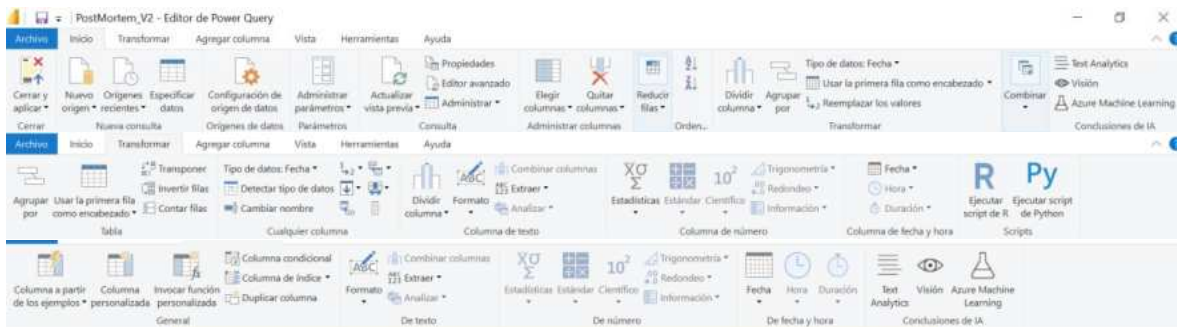 PostMortem_V2 - Editor de Power Query
Archivo Inicio Transformar Agregar columna Vista Herramientas Ayuda
Cerrar y aplicar
Nuevo origen
Orígenes recientes
Especificar datos
Configuración de origen de datos
Administrar parámetros
Actualizar vista previa
Propiedades
Editor avanzado
Administrar
Elegir columnas
Quitar columnas
Reducir filas
Dividir columna
Agrupar por
Tipo de datos: Fecha
Usar la primera fila como encabezado
Reemplazar los valores
Combinar
Text Analytics
Visión
Azure Machine Learning
Cerrar Nueva consulta Orígenes de datos Parámetros Consulta Administrar columnas Orden... Transformar Conclusiones de IA
Archivo Inicio Transformar Agregar columna Vista Herramientas Ayuda
Agrupar por
Usar la primera fila como encabezado
Transponer
Invertir filas
Contar filas
Tipo de datos: Fecha
Detectar tipo de datos
Cambiar nombre
Dividir columna
ABC
Formato
Combinar columnas
Extraer
Analizar
Estadísticas
Estándar
Científico
Trigonometría
Redondeo
Información
Fecha
Hora
Duración
R
Ejecutar script de R
Py
Ejecutar script de Python
Tabla Cualquier columna Columna de texto Columna de número Columna de fecha y hora Scripts
Columna a partir de los ejemplos
Columna personalizada
Invocar función personalizada
Columna condicional
Columna de índice
Duplicar columna
ABC
Formato
Combinar columnas
Extraer
Analizar
Estadísticas
Estándar
Científico
Trigonometría
Redondeo
Información
Fecha
Hora
Duración
Text Analytics
Visión
Azure Machine Learning
General De texto De número De fecha y hora Conclusiones de IA